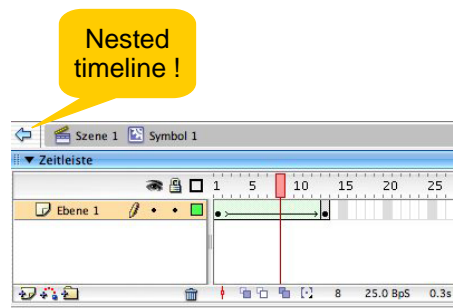 Nested
timeline !
Szene 1 Symbol 1
Zeitleiste
1 5 10 15 20 25
Ebene 1
8 25.0 BpS 0.3s